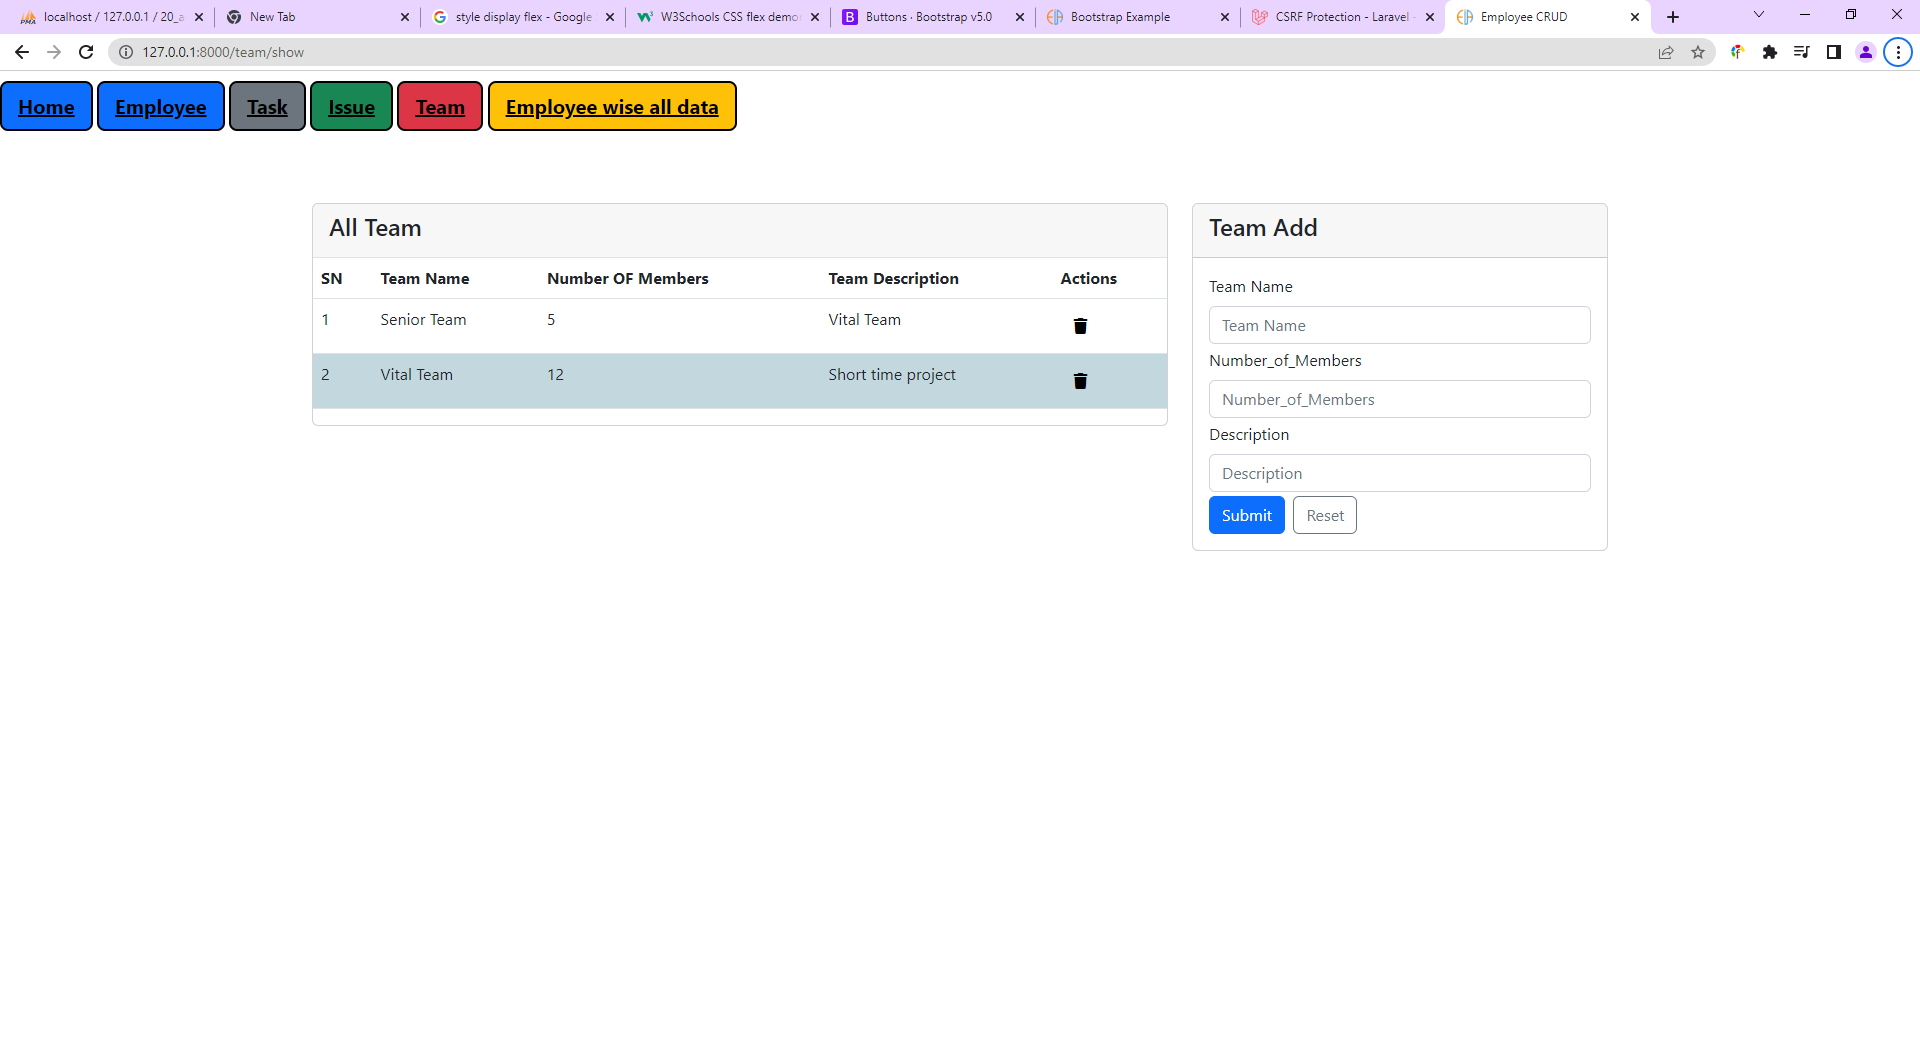 localhost / 127.0.0.1 / 20_a
New Tab
style display flex - Google
W3Schools CSS flex demon
Buttons · Bootstrap v5.0
Bootstrap Example
CSRF Protection - Laravel -
Employee CRUD
127.0.0.1:8000/team/show
Home Employee Task Issue Team Employee wise all data
All Team
SN Team Name Number OF Members Team Description Actions
1 Senior Team 5 Vital Team
2 Vital Team 12 Short time project
Team Add
Team Name
Team Name
Number_of_Members
Number_of_Members
Description
Description
Submit Reset